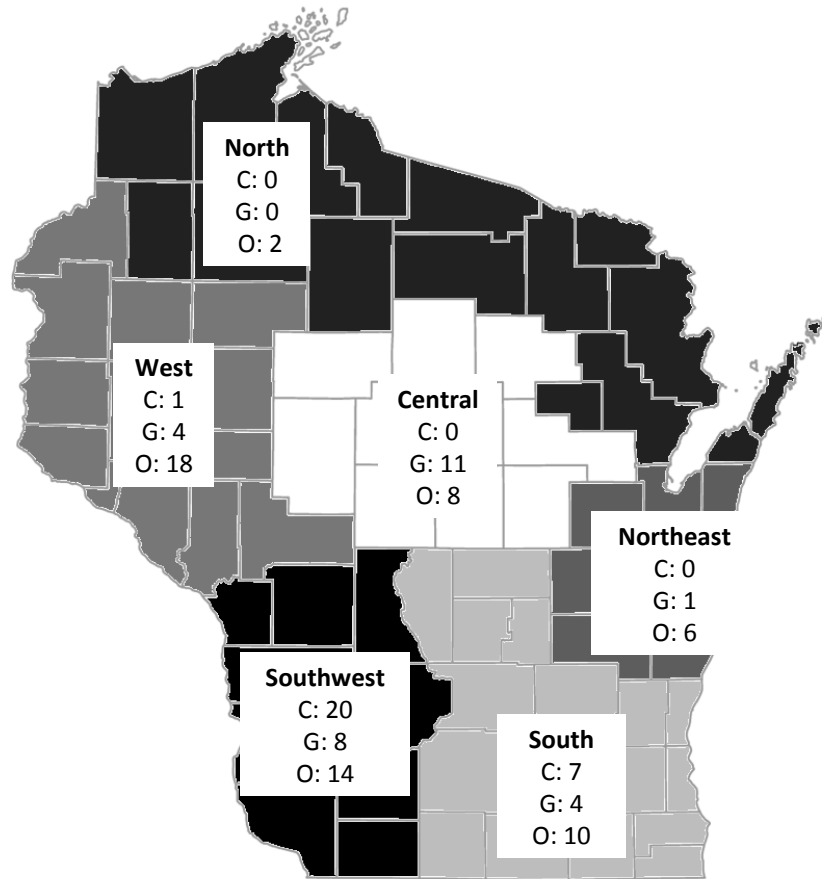 North
C: 0
G: 0
O: 2
West
C: 1
G: 4
O: 18
Central
C: 0
G: 11
O: 8
Northeast
C: 0
G: 1
O: 6
Southwest
C: 20
G: 8
O: 14
South
C: 7
G: 4
O: 10